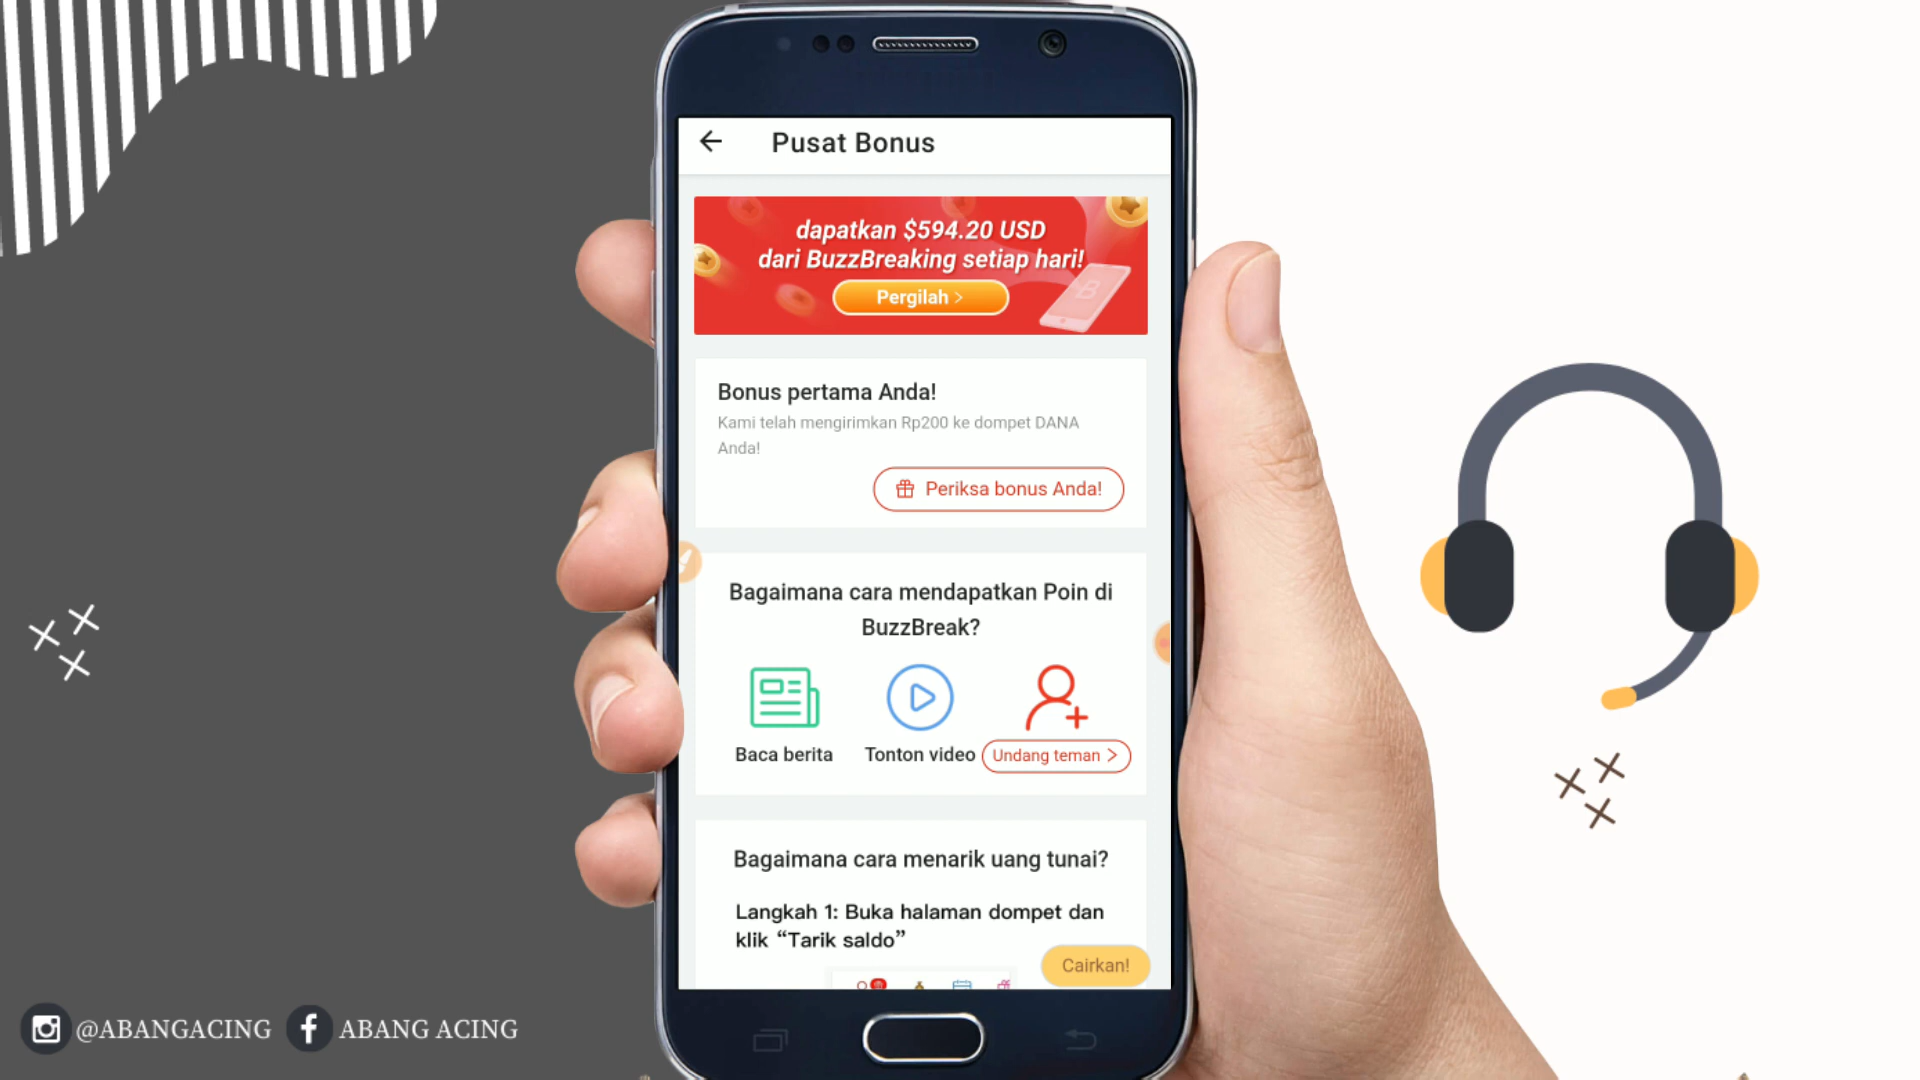 Pusat Bonus
dapatkan $594.20 USD
dari BuzzBreaking setiap hari!
Pergilah >
Bonus pertama Anda!
Kami telah mengirimkan Rp200 ke dompet DANA
Anda!
Periksa bonus Anda!
Bagaimana cara mendapatkan Poin di
BuzzBreak?
Baca berita
Tonton video
Undang teman >
Bagaimana cara menarik uang tunai?
Langkah 1: Buka halaman dompet dan
klik “Tarik saldo”
Cairkan!
@ABANGACING
ABANG ACING